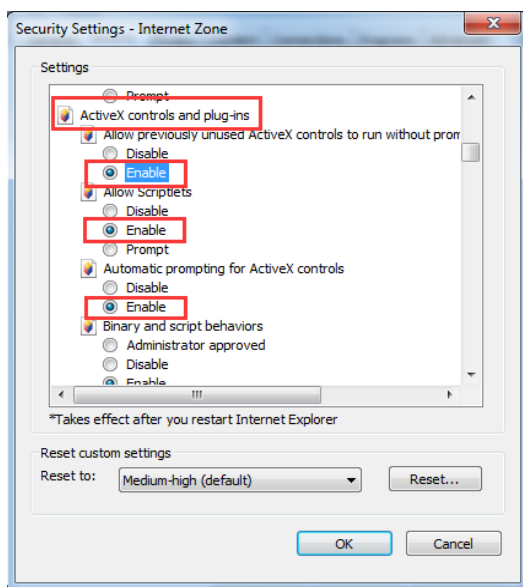 Security Settings - Internet Zone
Settings
Prompt
ActiveX controls and plug-ins
Allow previously unused ActiveX controls to run without prom
Disable
Enable
Allow Scriptlets
Disable
Enable
Prompt
Automatic prompting for ActiveX controls
Disable
Enable
Binary and script behaviors
Administrator approved
Disable
Enable
*Takes effect after you restart Internet Explorer
Reset custom settings
Reset to: Medium-high (default) Reset...
OK Cancel